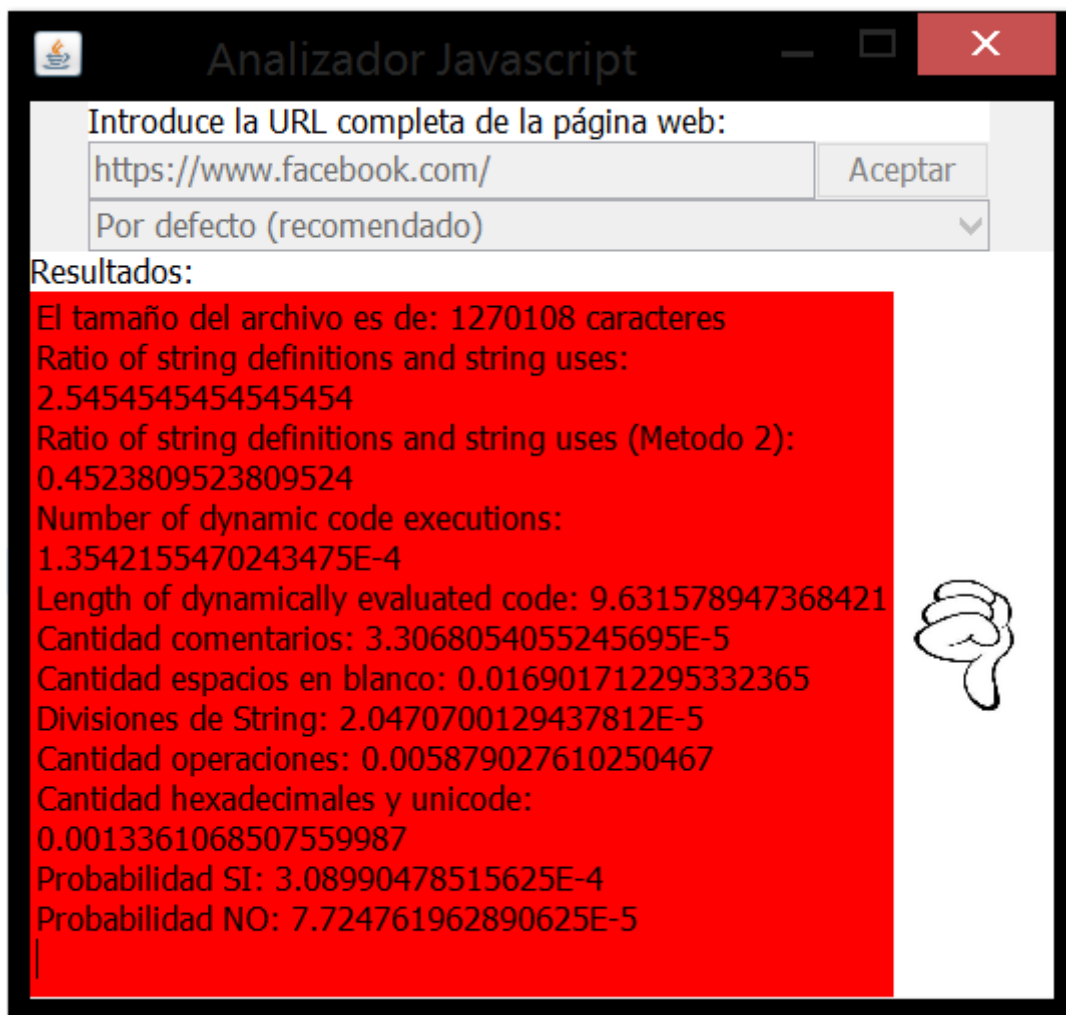 Analizador Javascript
Introduce la URL completa de la página web:
https://www.facebook.com/
Aceptar
Por defecto (recomendado)
Resultados:
El tamaño del archivo es de: 1270108 caracteres
Ratio of string definitions and string uses:
2.5454545454545454
Ratio of string definitions and string uses (Metodo 2):
0.4523809523809524
Number of dynamic code executions:
1.3542155470243475E-4
Length of dynamically evaluated code: 9.631578947368421
Cantidad comentarios: 3.3068054055245695E-5
Cantidad espacios en blanco: 0.016901712295332365
Divisiones de String: 2.0470700129437812E-5
Cantidad operaciones: 0.005879027610250467
Cantidad hexadecimales y unicode:
0.0013361068507559987
Probabilidad SI: 3.08990478515625E-4
Probabilidad NO: 7.724761962890625E-5